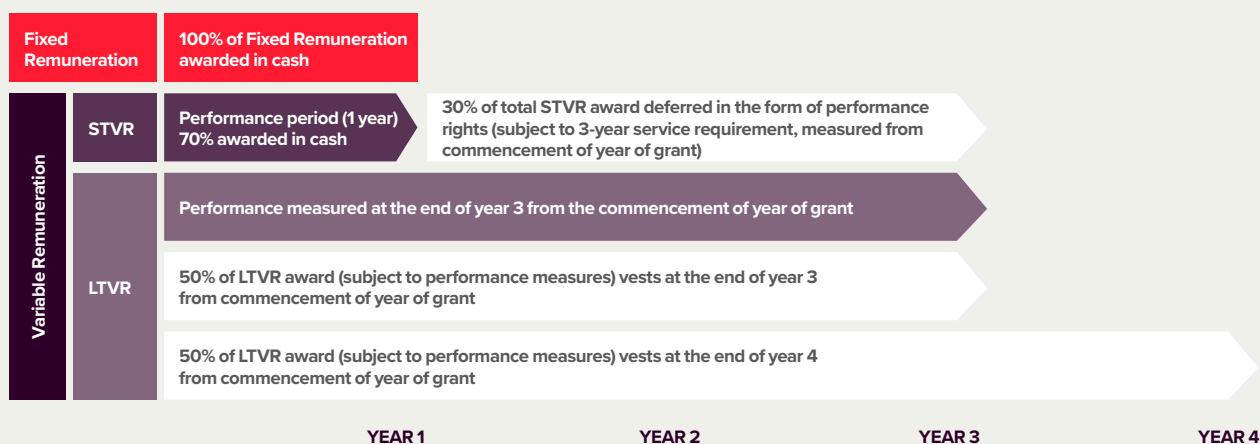 Fixed
Remuneration
100% of Fixed Remuneration
awarded in cash
Variable Remuneration
STVR
Performance period (1 year)
70% awarded in cash
30% of total STVR award deferred in the form of performance
rights (subject to 3-year service requirement, measured from
commencement of year of grant)
LTVR
Performance measured at the end of year 3 from the commencement of year of grant
50% of LTVR award (subject to performance measures) vests at the end of year 3
from commencement of year of grant
50% of LTVR award (subject to performance measures) vests at the end of year 4
from commencement of year of grant
YEAR 1
YEAR 2
YEAR 3
YEAR 4